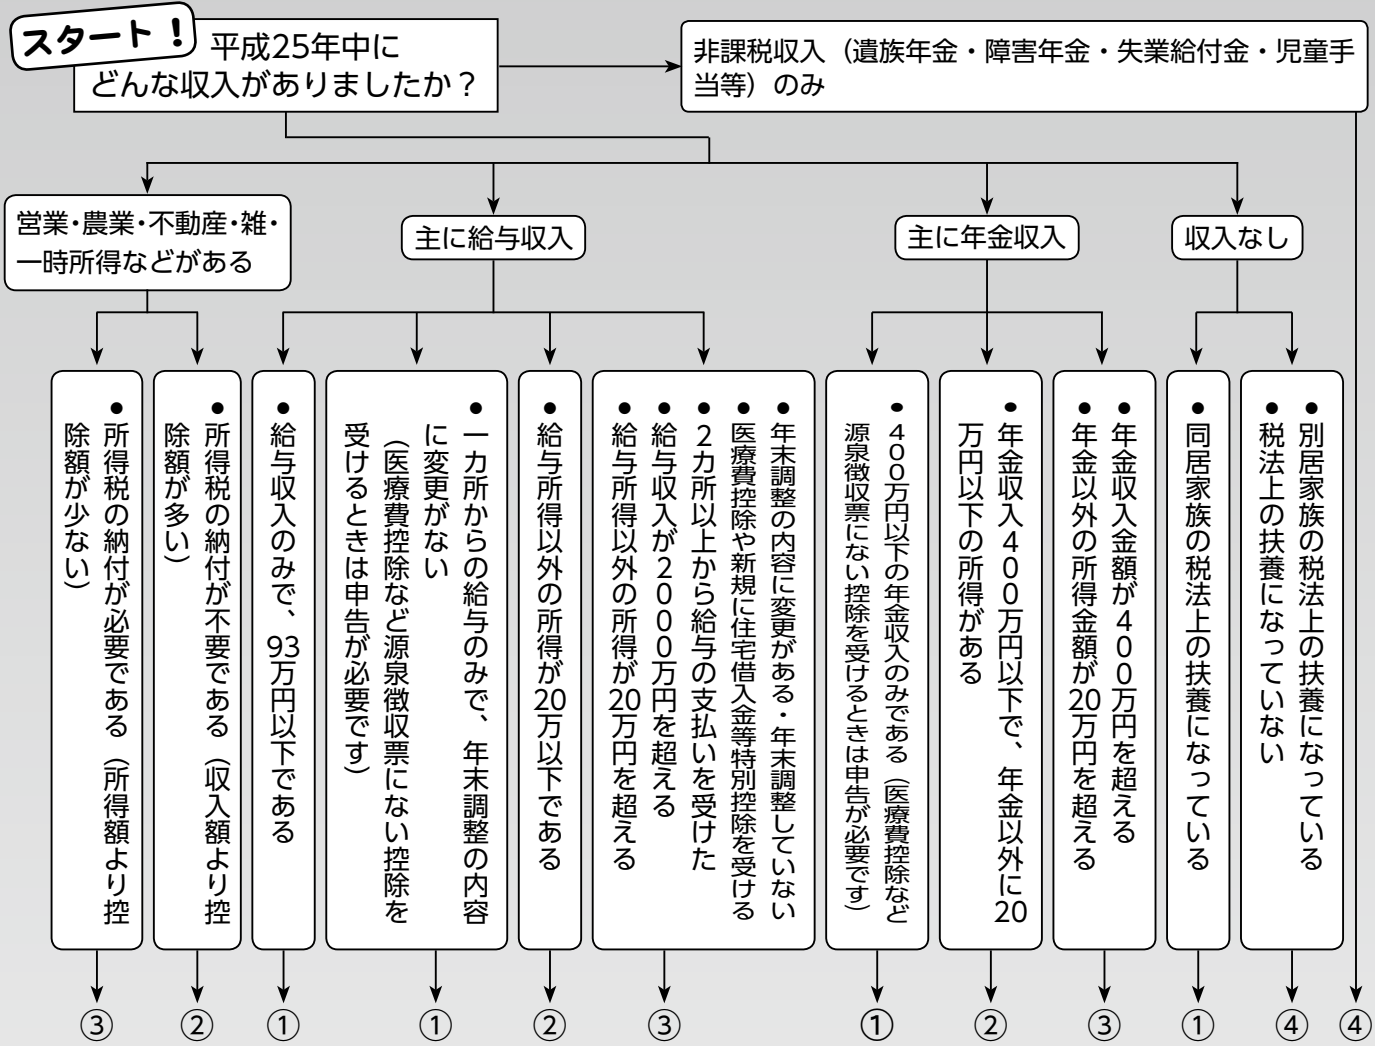 スタート！
平成25年中に
どんな収入がありましたか？
非課税収入（遺族年金・障害年金・失業給付金・児童手
当等）のみ
営業・農業・不動産・雑・
一時所得などがある
主に給与収入
主に年金収入
収入なし
●所得税の納付が必要である（所得額より控
除額が少ない）
●所得税の納付が不要である（収入額より控
除額が多い）
●給与収入のみで、93万円以下である
●一カ所からの給与のみで、年末調整の内容
に変更がない
（医療費控除など源泉徴収票にない控除を
受けるときは申告が必要です）
●給与所得以外の所得が20万以下である
●年末調整の内容に変更がある・年末調整していない
●医療費控除や新規に住宅借入金等特別控除を受ける
●2カ所以上から給与の支払いを受けた
●給与収入が2000万円を超える
●給与所得以外の所得が20万円を超える
●400万円以下の年金収入のみである（医療費控除など
源泉徴収票にない控除を受けるときは申告が必要です）
●年金収入400万円以下で、年金以外に20
万円以下の所得がある
●年金収入金額が400万円を超える
●年金以外の所得金額が20万円を超える
●同居家族の税法上の扶養になっている
●別居家族の税法上の扶養になっている
●税法上の扶養になっていない
③
②
①
①
②
③
①
②
③
①
④
④